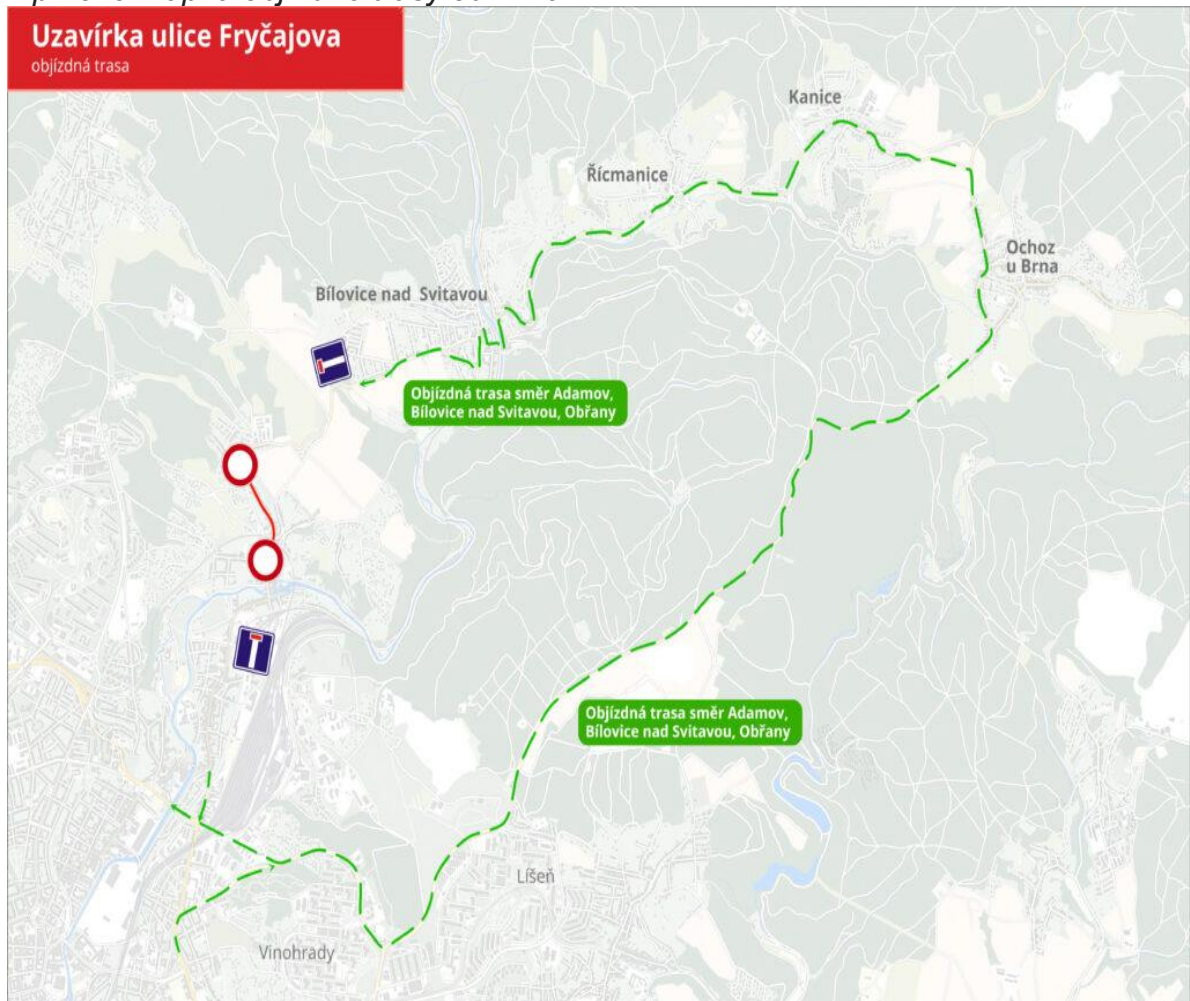 Uzavírka ulice Fryčajova
objízdná trasa
Kanice
Řícmanice
Ochoz
u Brna
Bílovice nad Svitavou
Objízdná trasa směr Adamov,
Bílovice nad Svitavou, Obřany
Objízdná trasa směr Adamov,
Bílovice nad Svitavou, Obřany
Líšeň
Vinohrady